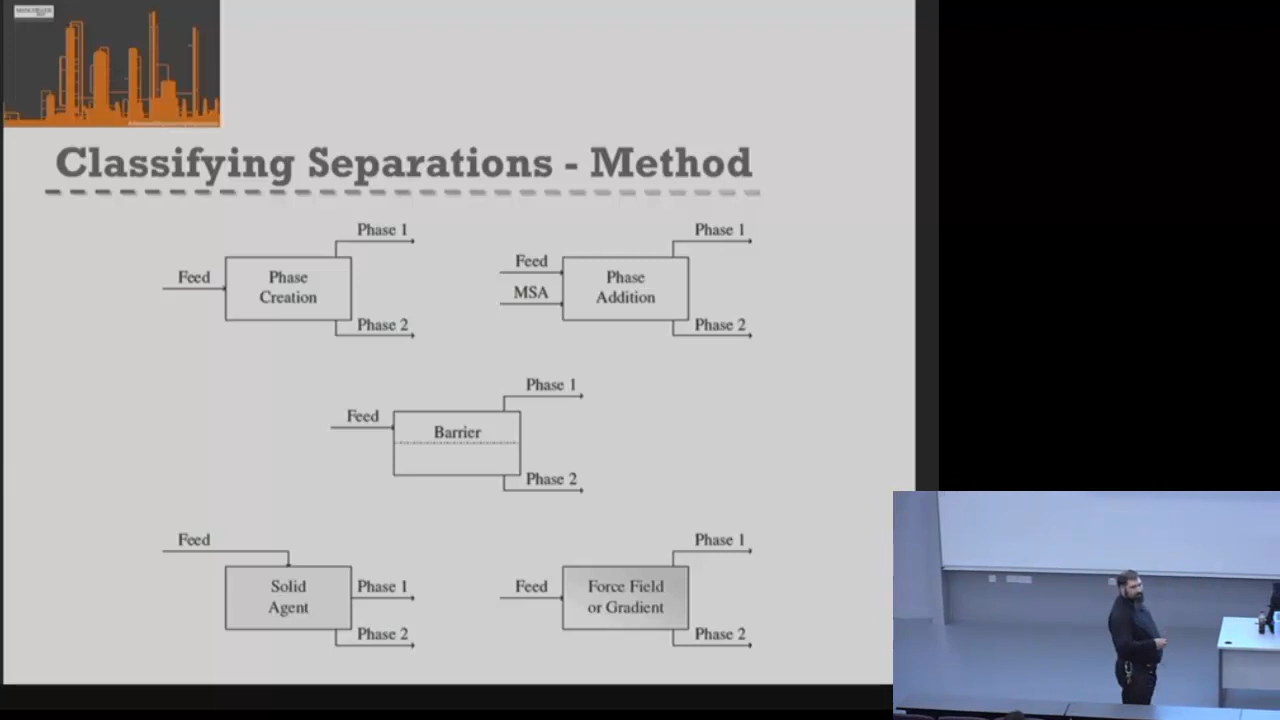 Classifying Separations - Method
Phase 1
Feed
Phase
Creation
Phase 2
Phase 1
Feed
MSA
Phase
Addition
Phase 2
Phase 1
Feed
Barrier
Phase 2
Feed
Solid
Agent
Phase 1
Phase 2
Phase 1
Feed
Force Field
or Gradient
Phase 2